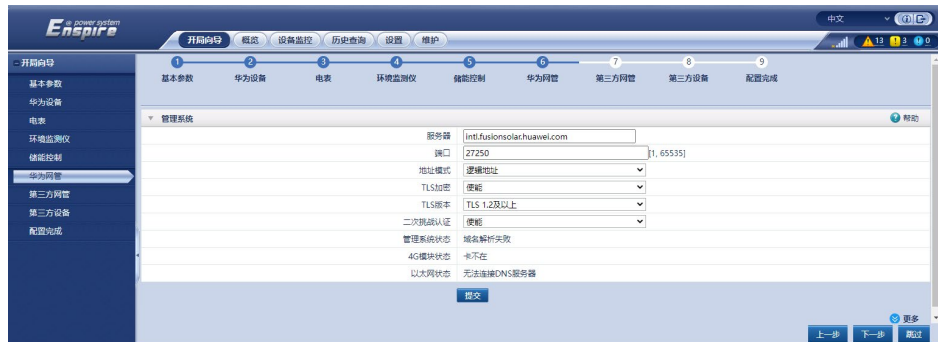 Enspire e power system
中文
开局向导 概览 设备监控 历史查询 设置 维护
13 3 0
开局向导
基本参数
华为设备
电表
环境监测仪
储能控制
华为网管
第三方网管
第三方设备
配置完成
1 2 3 4 5 6 7 8 9
基本参数 华为设备 电表 环境监测仪 储能控制 华为网管 第三方网管 第三方设备 配置完成
管理系统 帮助
服务器 intl.fusionsolar.huawei.com
端口 27250 [1, 65535]
地址模式 逻辑地址
TLS加密 使能
TLS版本 TLS 1.2及以上
二次挑战认证 使能
管理系统状态 域名解析失败
4G模块状态 卡不在
以太网状态 无法连接DNS服务器
提交
更多
上一步 下一步 跳过